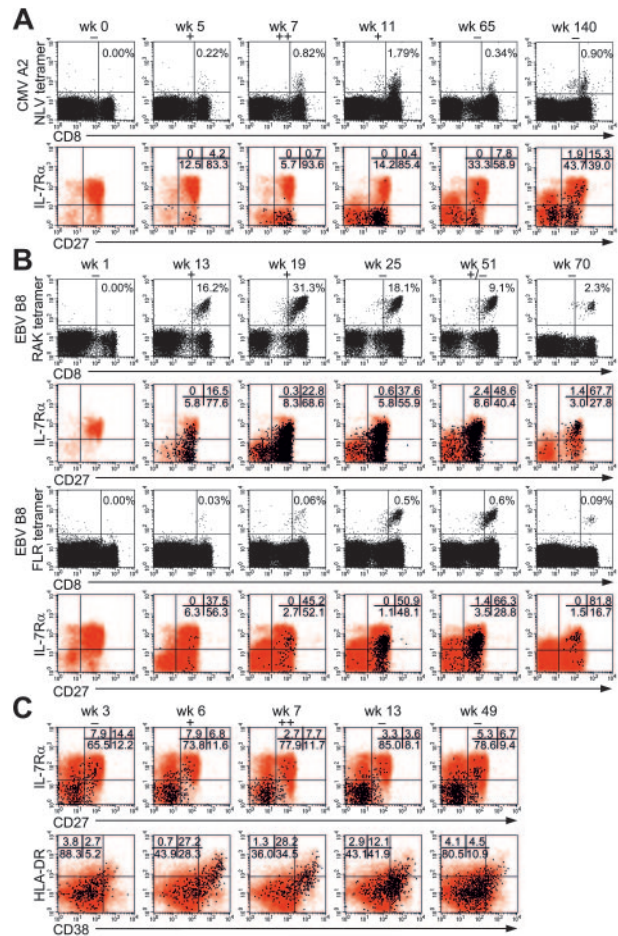 A
wk 0 wk 5 wk 7 wk 11 wk 65 wk 140
– + ++ + – –
CMV A2
NLV tetramer
0.00% 0.22% 0.82% 1.79% 0.34% 0.90%
CD8
IL-7Rα
0 4.2 0 0.7 0 0.4 0 7.8 1.9 15.3
12.5 83.3 5.7 93.6 14.2 85.4 33.3 58.9 43.7 39.0
CD27
B
wk 1 wk 13 wk 19 wk 25 wk 51 wk 70
– + + – +/– –
EBV B8
RAK tetramer
0.00% 16.2% 31.3% 18.1% 9.1% 2.3%
CD8
IL-7Rα
0 16.5 0.3 22.8 0.6 37.6 2.4 48.6 1.4 67.7
5.8 77.6 8.3 68.6 5.8 55.9 8.6 40.4 3.0 27.8
CD27
EBV B8
FLR tetramer
0.00% 0.03% 0.06% 0.5% 0.6% 0.09%
CD8
IL-7Rα
0 37.5 0 45.2 0 50.9 1.4 66.3 0 81.8
6.3 56.3 2.7 52.1 1.1 48.1 3.5 28.8 1.5 16.7
CD27
C
wk 3 wk 6 wk 7 wk 13 wk 49
– + ++ – –
IL-7Rα
7.9 14.4 7.9 6.8 2.7 7.7 3.3 3.6 5.3 6.7
65.5 12.2 73.8 11.6 77.9 11.7 85.0 8.1 78.6 9.4
CD27
HLA-DR
3.8 2.7 0.7 27.2 1.3 28.2 2.9 12.1 4.1 4.5
88.3 5.2 43.9 28.3 36.0 34.5 43.1 41.9 80.5 10.9
CD38